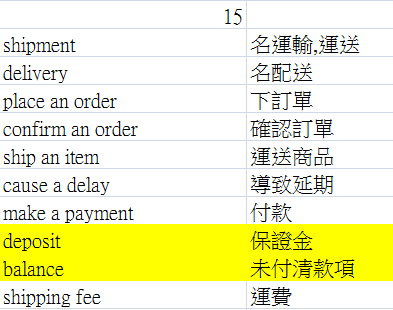 15
shipment 名運輸,運送
delivery 名配送
place an order 下訂單
confirm an order 確認訂單
ship an item 運送商品
cause a delay 導致延期
make a payment 付款
deposit 保證金
balance 未付清款項
shipping fee 運費